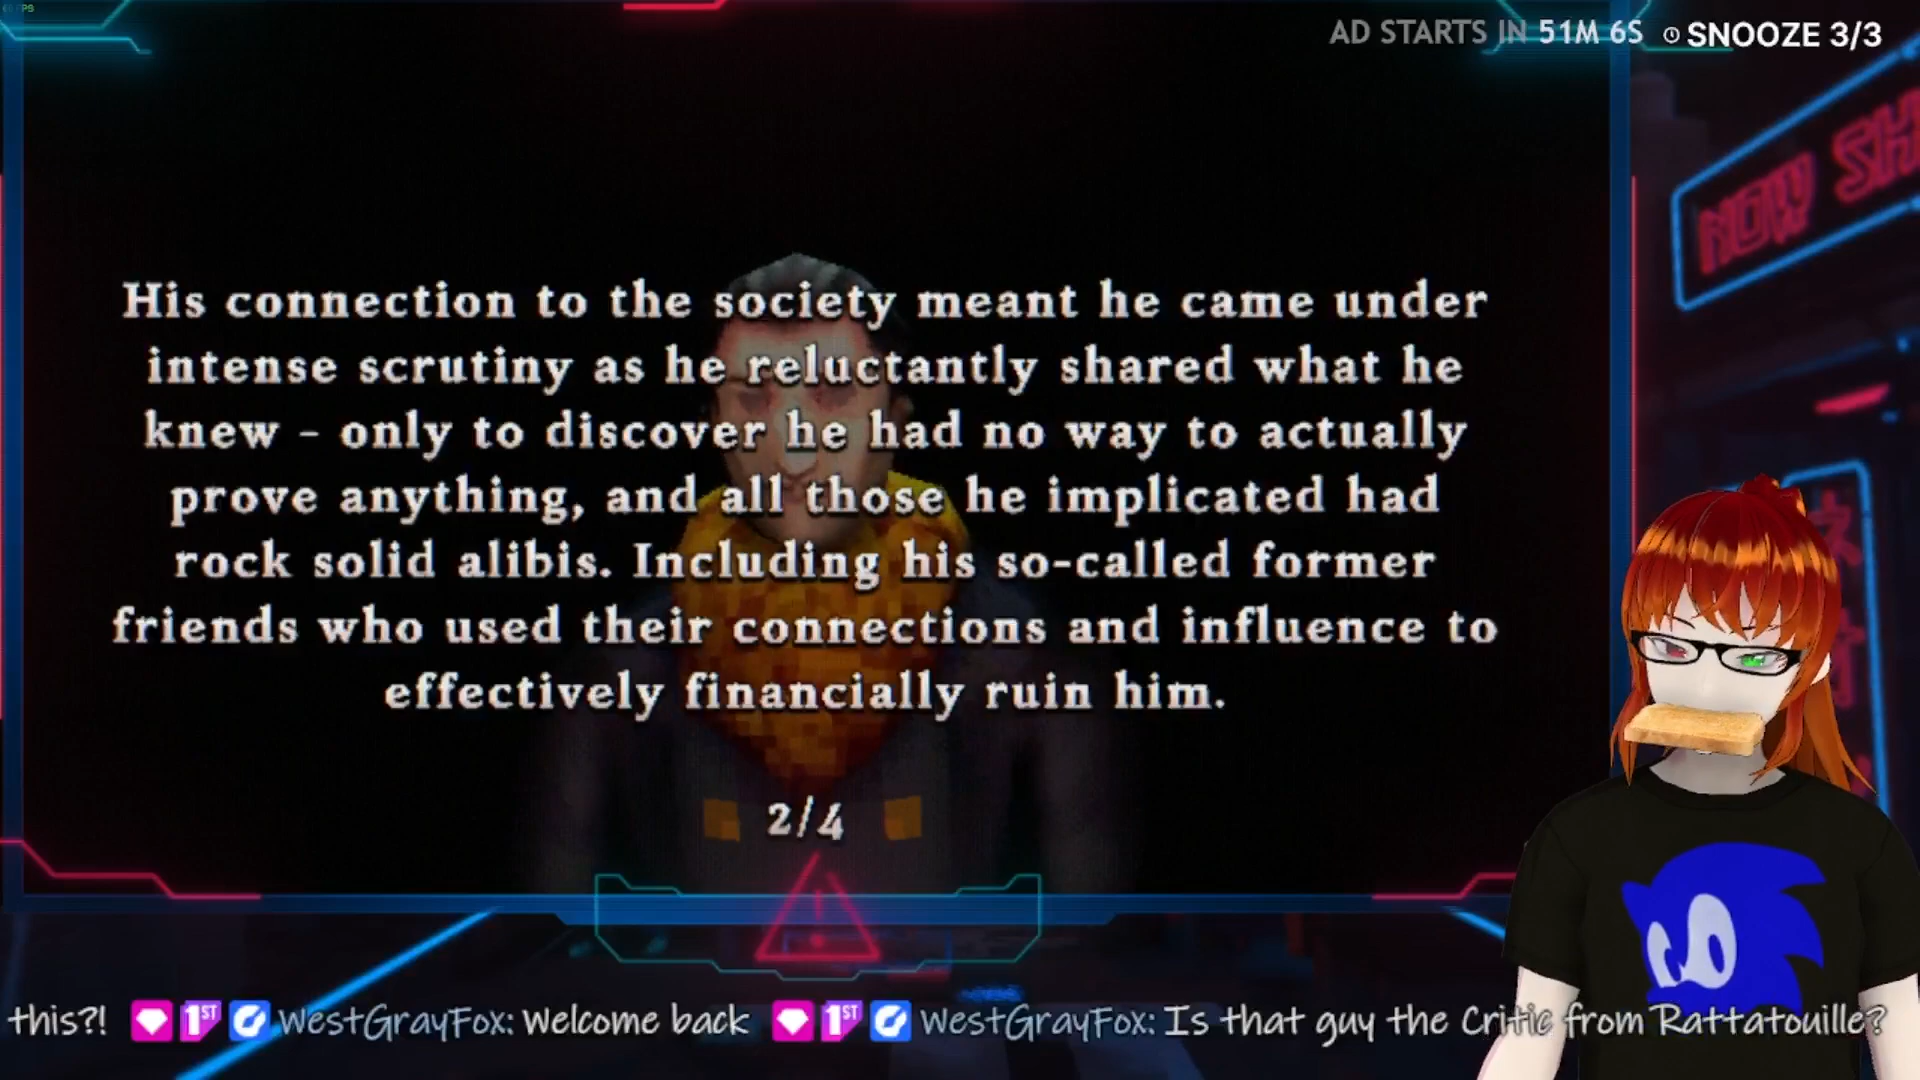 FPS
AD STARTS IN 51M 6S SNOOZE 3/3
NOW SH
His connection to the society meant he came under
intense scrutiny as he reluctantly shared what he
knew - only to discover he had no way to actually
prove anything, and all those he implicated had
rock solid alibis. Including his so-called former
friends who used their connections and influence to
effectively financially ruin him.
2/4
this?! 1ST WestGrayFox: Welcome back 1ST WestGrayFox: Is that guy the Critic from Rattatouille?